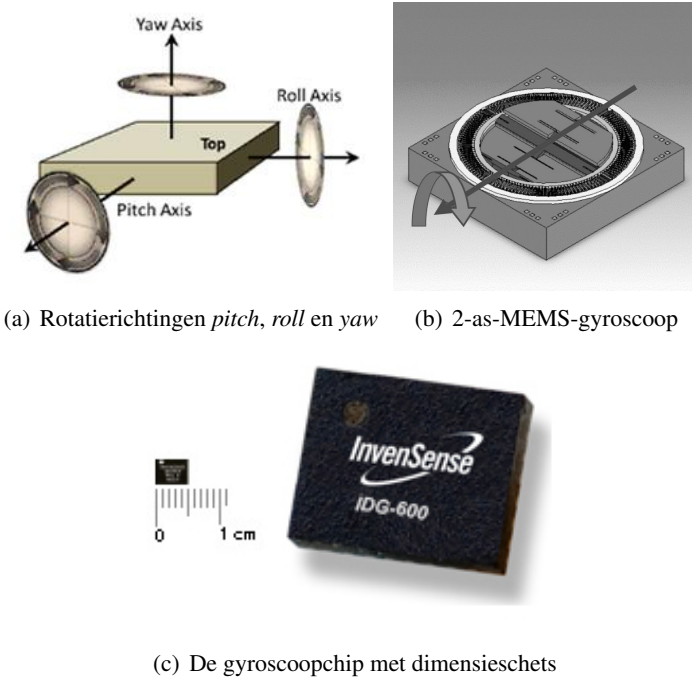 Yaw Axis
Roll Axis
Top
Pitch Axis
(a) Rotatierichtingen pitch, roll en yaw
(b) 2-as-MEMS-gyroscoop
InvenSense
IDG-600
0 1 cm
(c) De gyroscoopchip met dimensieschets